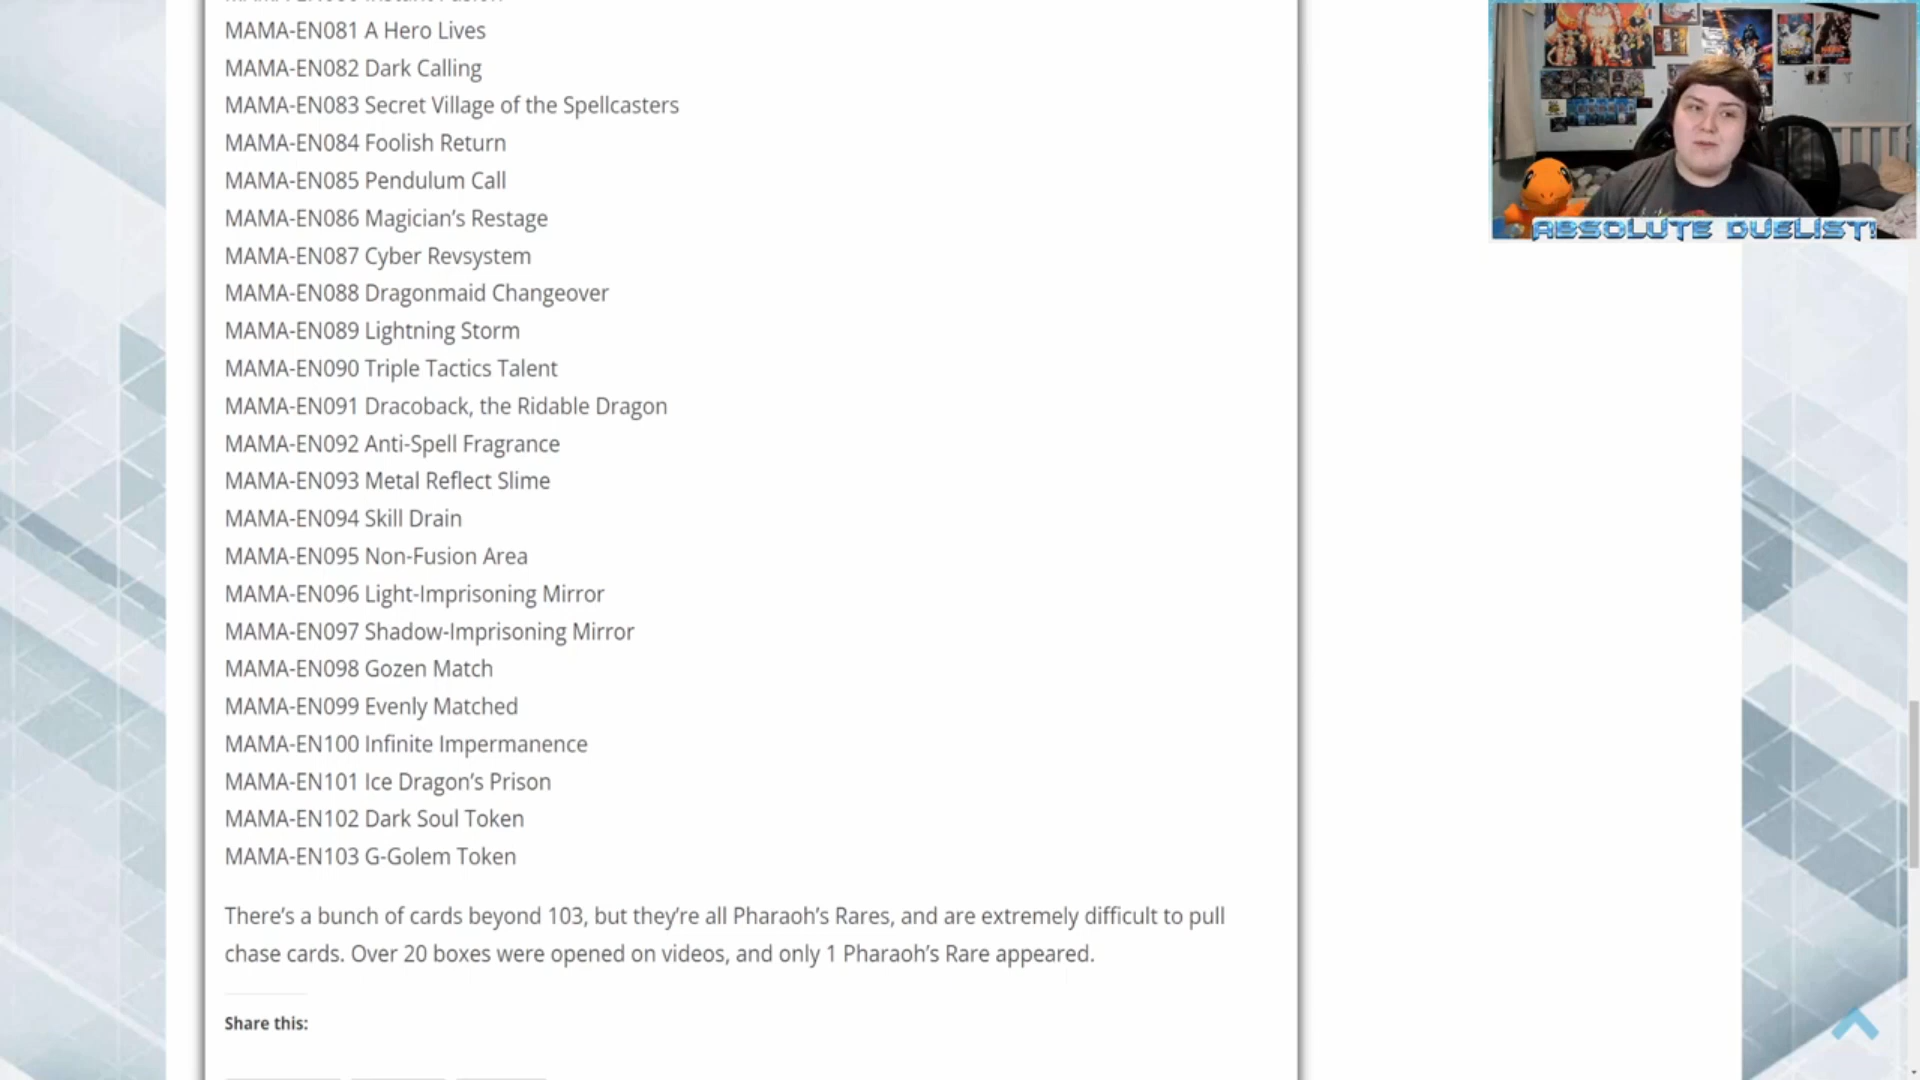 MAMA-EN081 A Hero Lives
MAMA-EN082 Dark Calling
MAMA-EN083 Secret Village of the Spellcasters
MAMA-EN084 Foolish Return
MAMA-EN085 Pendulum Call
MAMA-EN086 Magician’s Restage
MAMA-EN087 Cyber Revsystem
MAMA-EN088 Dragonmaid Changeover
MAMA-EN089 Lightning Storm
MAMA-EN090 Triple Tactics Talent
MAMA-EN091 Dracoback, the Ridable Dragon
MAMA-EN092 Anti-Spell Fragrance
MAMA-EN093 Metal Reflect Slime
MAMA-EN094 Skill Drain
MAMA-EN095 Non-Fusion Area
MAMA-EN096 Light-Imprisoning Mirror
MAMA-EN097 Shadow-Imprisoning Mirror
MAMA-EN098 Gozen Match
MAMA-EN099 Evenly Matched
MAMA-EN100 Infinite Impermanence
MAMA-EN101 Ice Dragon’s Prison
MAMA-EN102 Dark Soul Token
MAMA-EN103 G-Golem Token
There’s a bunch of cards beyond 103, but they’re all Pharaoh’s Rares, and are extremely difficult to pull
chase cards. Over 20 boxes were opened on videos, and only 1 Pharaoh’s Rare appeared.
Share this:
ABSOLUTE DUELIST!